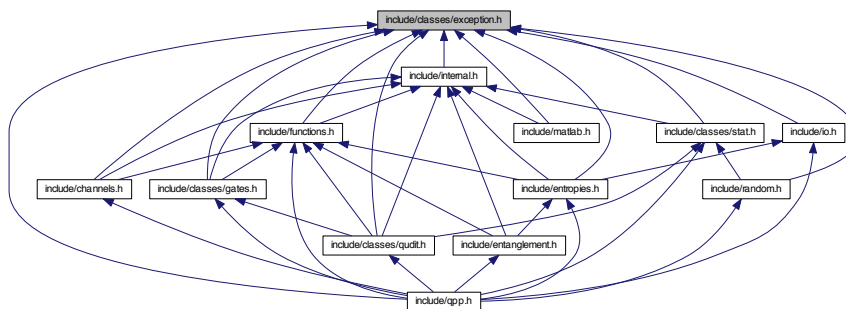 include/classes/exception.h
include/internal.h
include/functions.h
include/matlab.h
include/classes/stat.h
include/io.h
include/channels.h
include/classes/gates.h
include/entropies.h
include/random.h
include/classes/qudit.h
include/entanglement.h
include/qpp.h